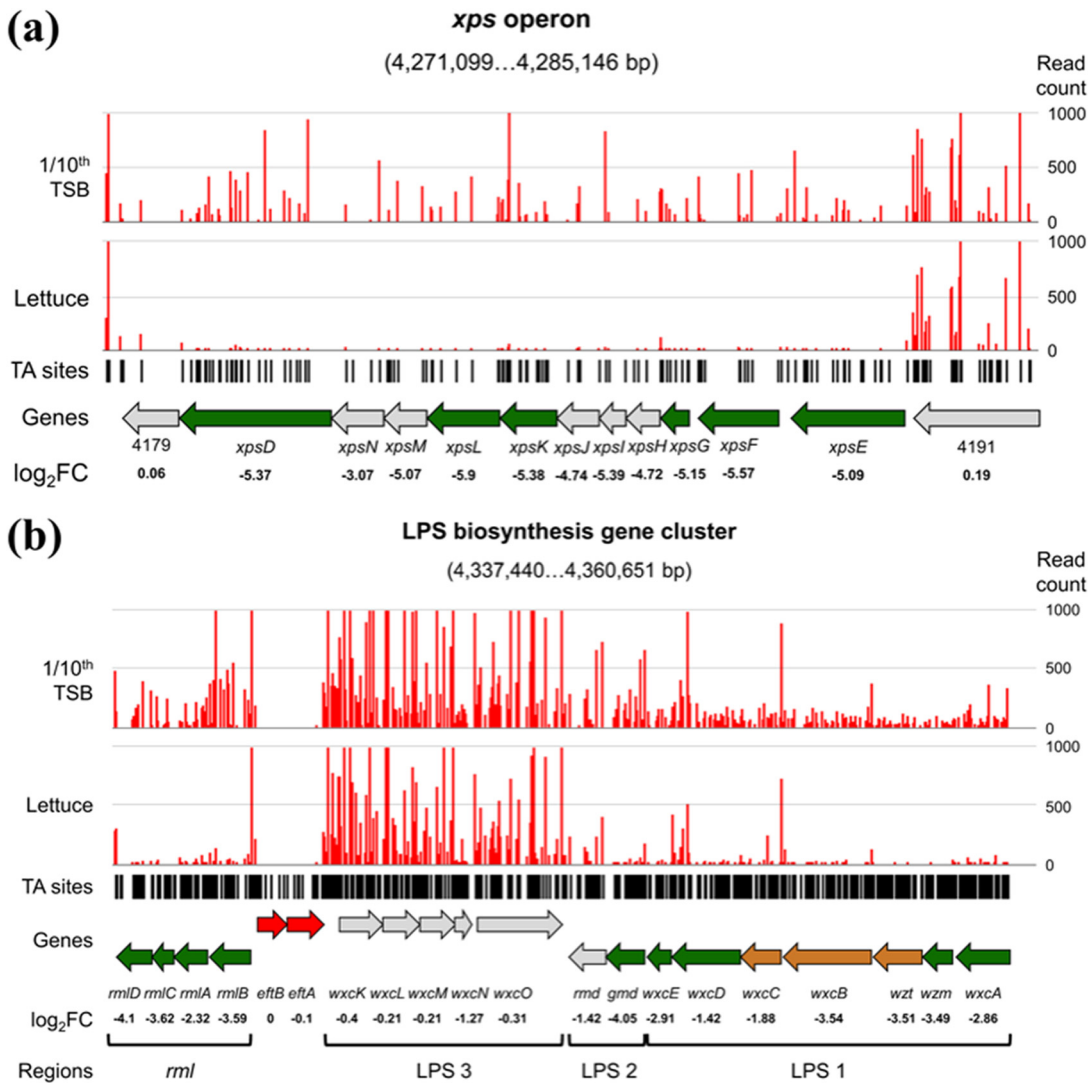 (a)
xps operon
(4,271,099...4,285,146 bp)
Read count
1/10th TSB
1000
500
0
Lettuce
1000
500
0
TA sites
Genes
4179 xpsD xpsN xpsM xpsL xpsK xpsJ xpsI xpsH xpsG xpsF xpsE 4191
log2FC 0.06 -5.37 -3.07 -5.07 -5.9 -5.38 -4.74 -5.39 -4.72 -5.15 -5.57 -5.09 0.19
(b)
LPS biosynthesis gene cluster
(4,337,440...4,360,651 bp)
Read count
1/10th TSB
1000
500
0
Lettuce
1000
500
0
TA sites
Genes
rmlD rmlC rmlA rmlB eftB eftA wxcK wxcL wxcM wxcN wxcO rmd gmd wxcE wxcD wxcC wxcB wzt wzm wxcA
log2FC -4.1 -3.62 -2.32 -3.59 0 -0.1 -0.4 -0.21 -0.21 -1.27 -0.31 -1.42 -4.05 -2.91 -1.42 -1.88 -3.54 -3.51 -3.49 -2.86
Regions rml LPS 3 LPS 2 LPS 1